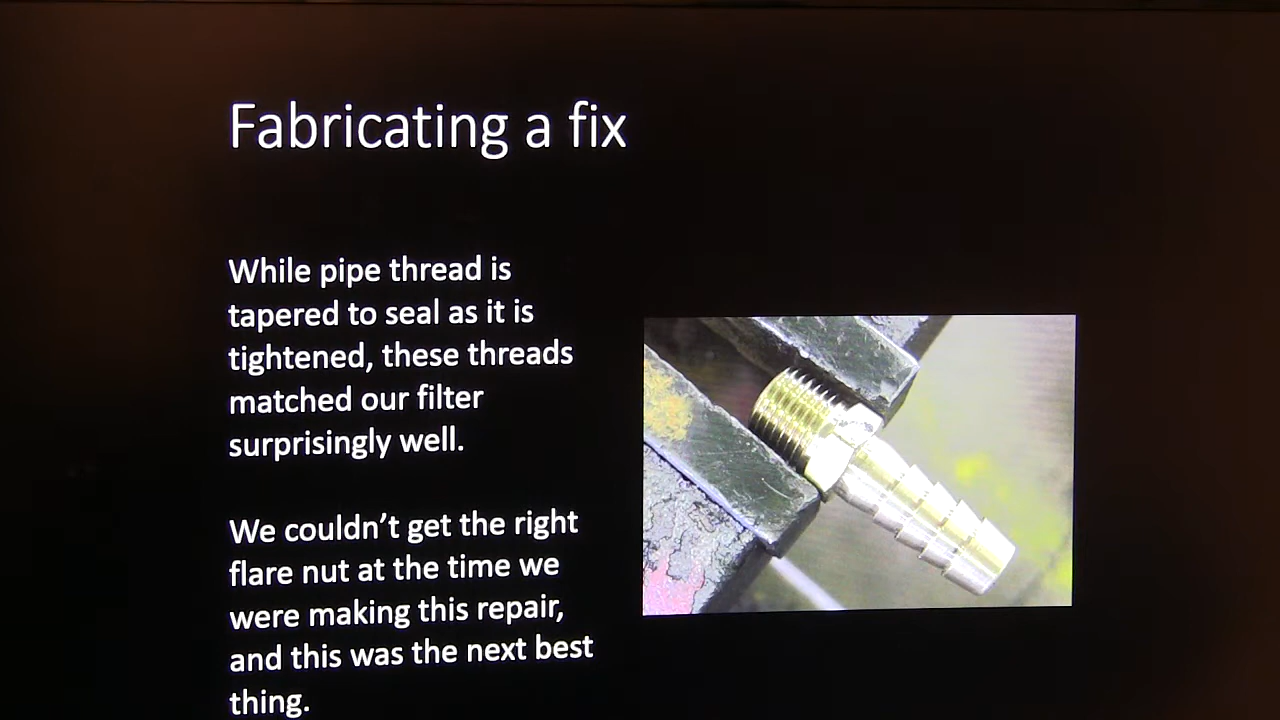 Fabricating a fix
While pipe thread is
tapered to seal as it is
tightened, these threads
matched our filter
surprisingly well.
We couldn't get the right
flare nut at the time we
were making this repair,
and this was the next best
thing.